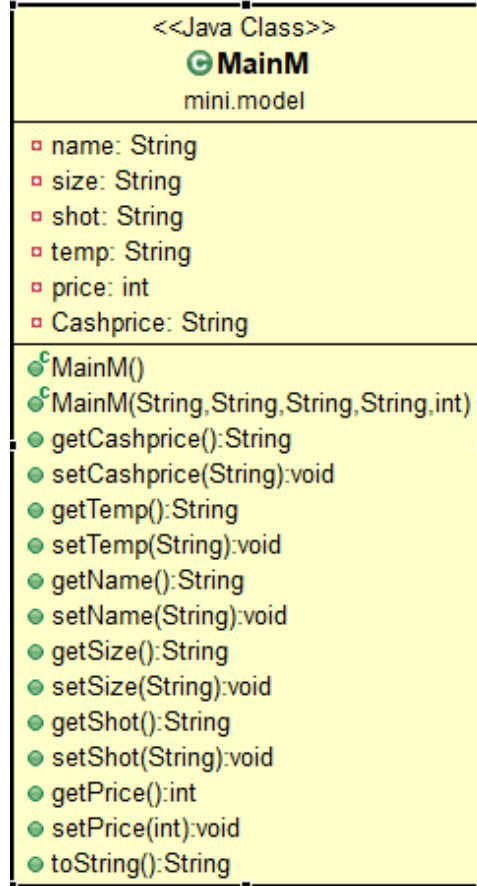 <<Java Class>>
MainM
mini.model
name: String
size: String
shot: String
temp: String
price: int
Cashprice: String
MainM()
MainM(String,String,String,String,int)
getCashprice():String
setCashprice(String):void
getTemp():String
setTemp(String):void
getName():String
setName(String):void
getSize():String
setSize(String):void
getShot():String
setShot(String):void
getPrice():int
setPrice(int):void
toString():String